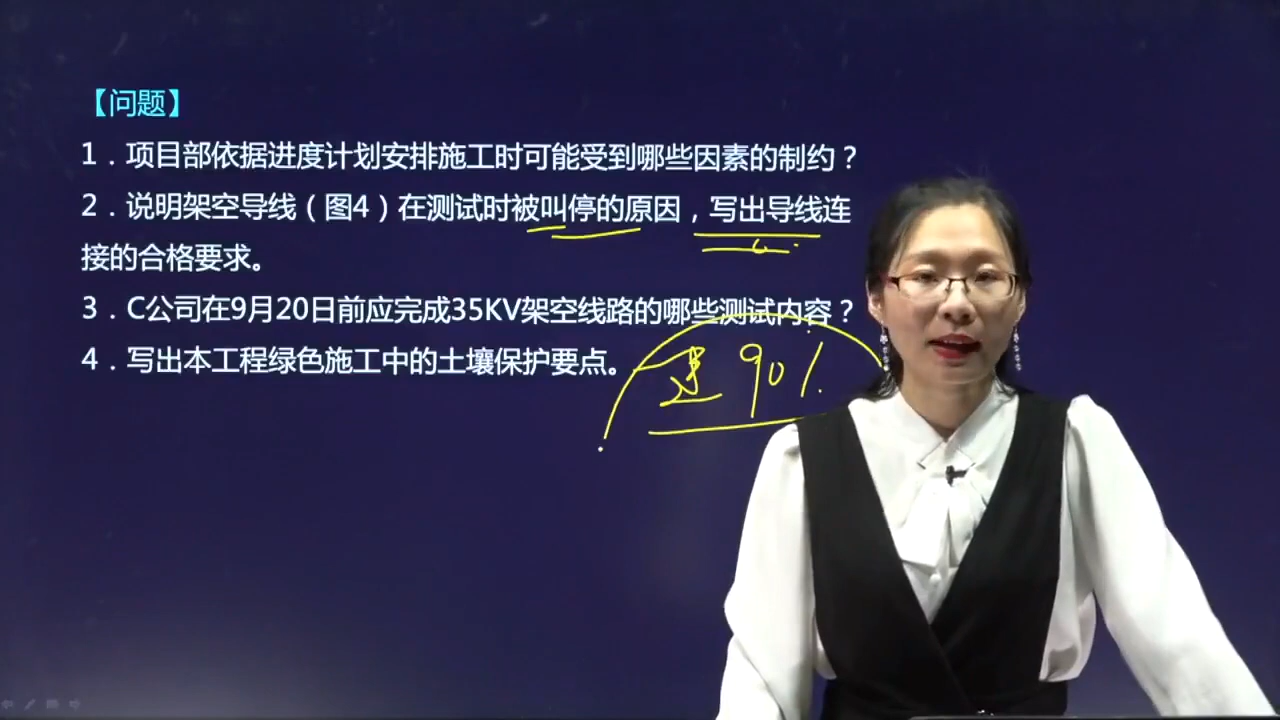 【问题】
1．项目部依据进度计划安排施工时可能受到哪些因素的制约？
2．说明架空导线（图4）在测试时被叫停的原因，写出导线连
接的合格要求。
3．C公司在9月20日前应完成35KV架空线路的哪些测试内容？
4．写出本工程绿色施工中的土壤保护要点。
90%